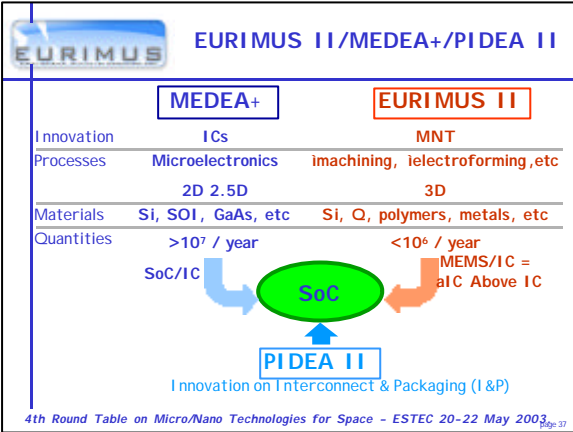 EURIMUS
EURIMUS II/MEDEA+/PIDEA II
MEDEA+ EURIMUS II
Innovation ICs MNT
Processes Microelectronics ìmachining, ìelectroforming,etc
2D 2.5D 3D
Materials Si, SOI, GaAs, etc Si, Q, polymers, metals, etc
Quantities >10⁷ / year <10⁶ / year
SoC/IC MEMS/IC =
aIC Above IC
SoC
PIDEA II
Innovation on Interconnect & Packaging (I&P)
4th Round Table on Micro/Nano Technologies for Space - ESTEC 20-22 May 2003 page 37